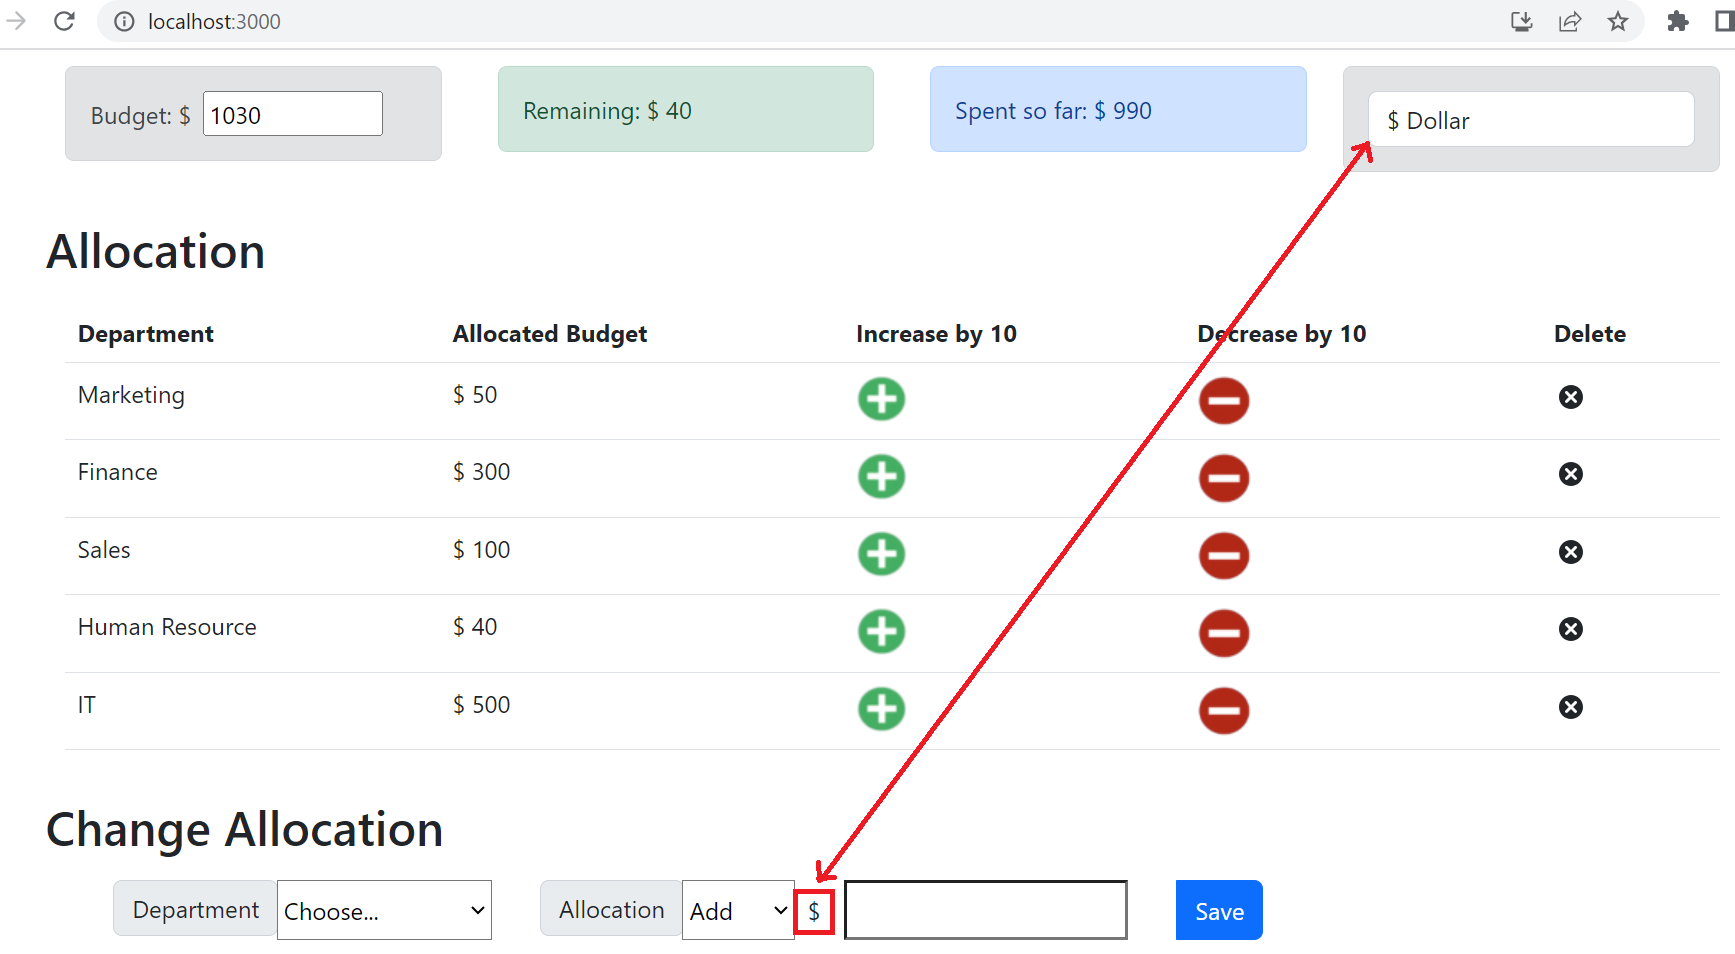 localhost:3000
Budget: $ 1030
Remaining: $ 40
Spent so far: $ 990
$ Dollar
Allocation
Department Allocated Budget Increase by 10 Decrease by 10 Delete
Marketing $ 50
Finance $ 300
Sales $ 100
Human Resource $ 40
IT $ 500
Change Allocation
Department Choose... Allocation Add $ Save